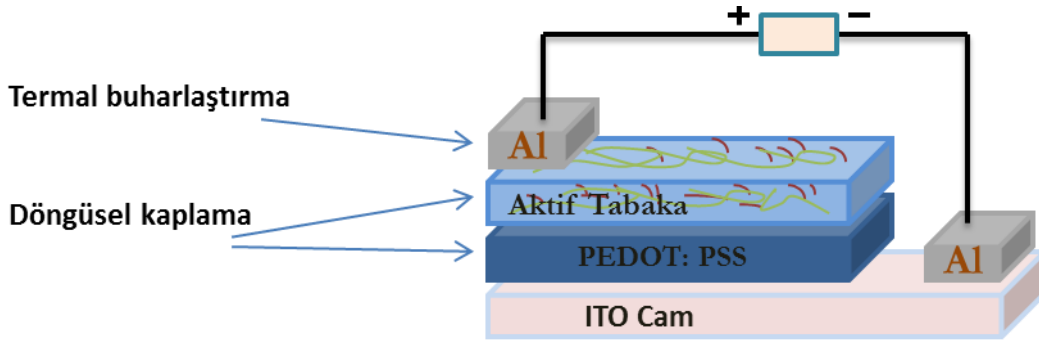 + −
Termal buharlaştırma
Al
Aktif Tabaka
Döngüsel kaplama
PEDOT: PSS
Al
ITO Cam